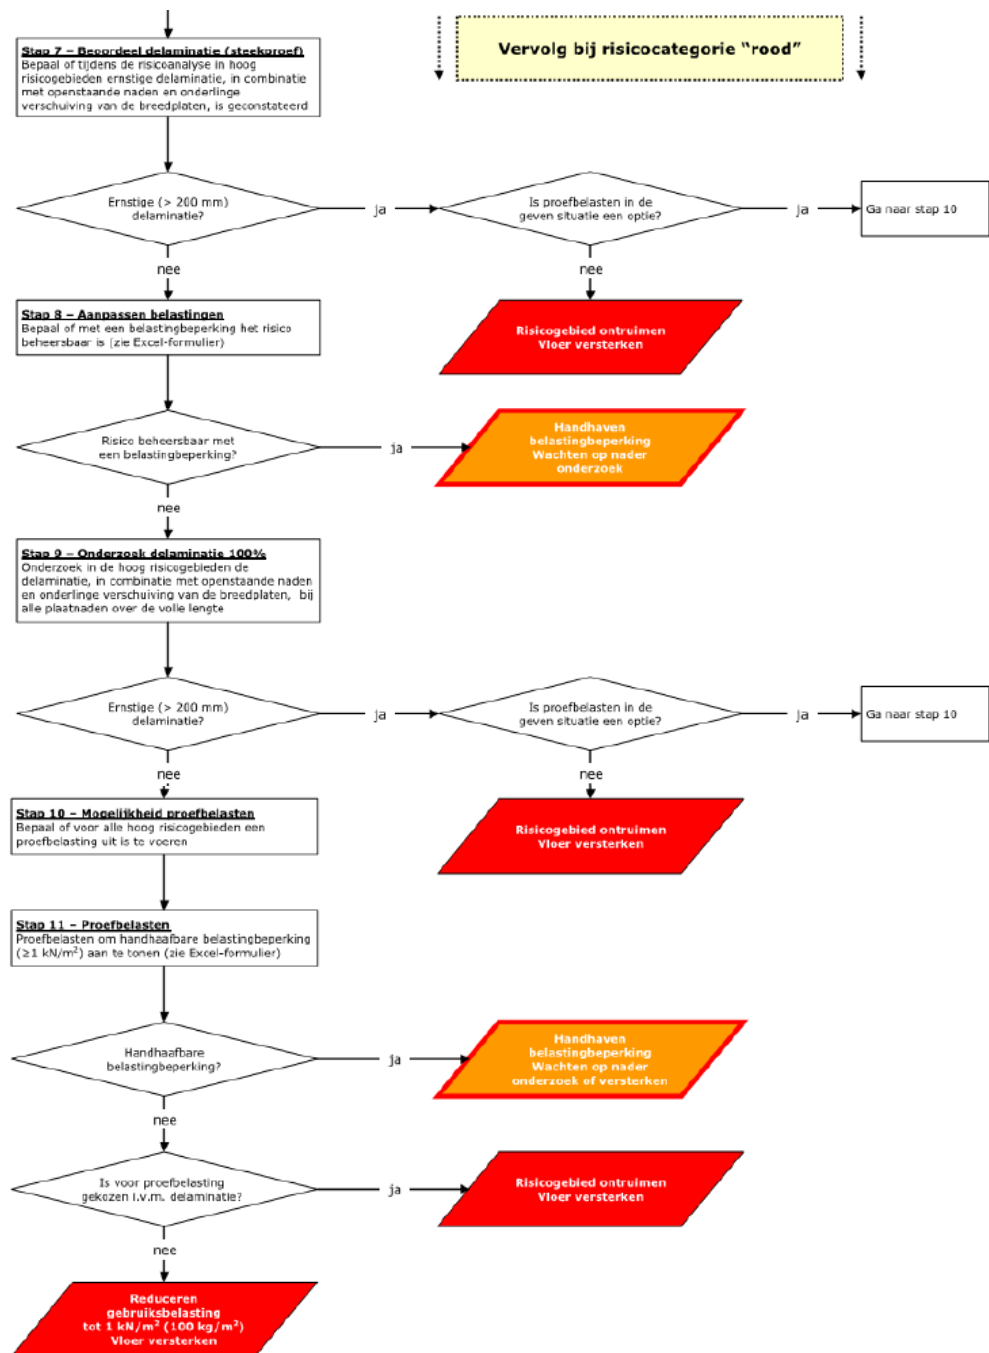 Vervolg bij risicocategorie “rood”
Stap 7 – Beoordeel delaminatie (steekproef)
Bepaal of tijdens de risicoanalyse in hoog
risicogebieden ernstige delaminatie, in combinatie
met openstaande naden en onderlinge
verschuiving van de breedplaten, is geconstateerd
Ernstige (> 200 mm)
delaminatie?
ja
Is proefbelasten in de
geven situatie een optie?
ja
Ga naar stap 10
nee
nee
Stap 8 – Aanpassen belastingen
Bepaal of met een belastingbeperking het risico
beheersbaar is (zie Excel-formulier)
Risicogebied ontruimen
Vloer versterken
Risico beheersbaar met
een belastingbeperking?
ja
Handhaven
belastingbeperking
Wachten op nader
onderzoek
nee
Stap 9 – Onderzoek delaminatie 100%
Onderzoek in de hoog risicogebieden de
delaminatie, in combinatie met openstaande naden
en onderlinge verschuiving van de breedplaten, bij
alle plaatnaden over de volle lengte
Ernstige (> 200 mm)
delaminatie?
ja
Is proefbelasten in de
geven situatie een optie?
ja
Ga naar stap 10
nee
nee
Stap 10 – Mogelijkheid proefbelasten
Bepaal of voor alle hoog risicogebieden een
proefbelasting uit is te voeren
Risicogebied ontruimen
Vloer versterken
Stap 11 – Proefbelasten
Proefbelasten om handhaafbare belastingbeperking
(≥1 kN/m²) aan te tonen (zie Excel-formulier)
Handhaafbare
belastingbeperking?
ja
Handhaven
belastingbeperking
Wachten op nader
onderzoek of versterken
nee
Is voor proefbelasting
gekozen i.v.m. delaminatie?
ja
Risicogebied ontruimen
Vloer versterken
nee
Reduceren
gebruiksbelasting
tot 1 kN/m² (100 kg/m²)
Vloer versterken